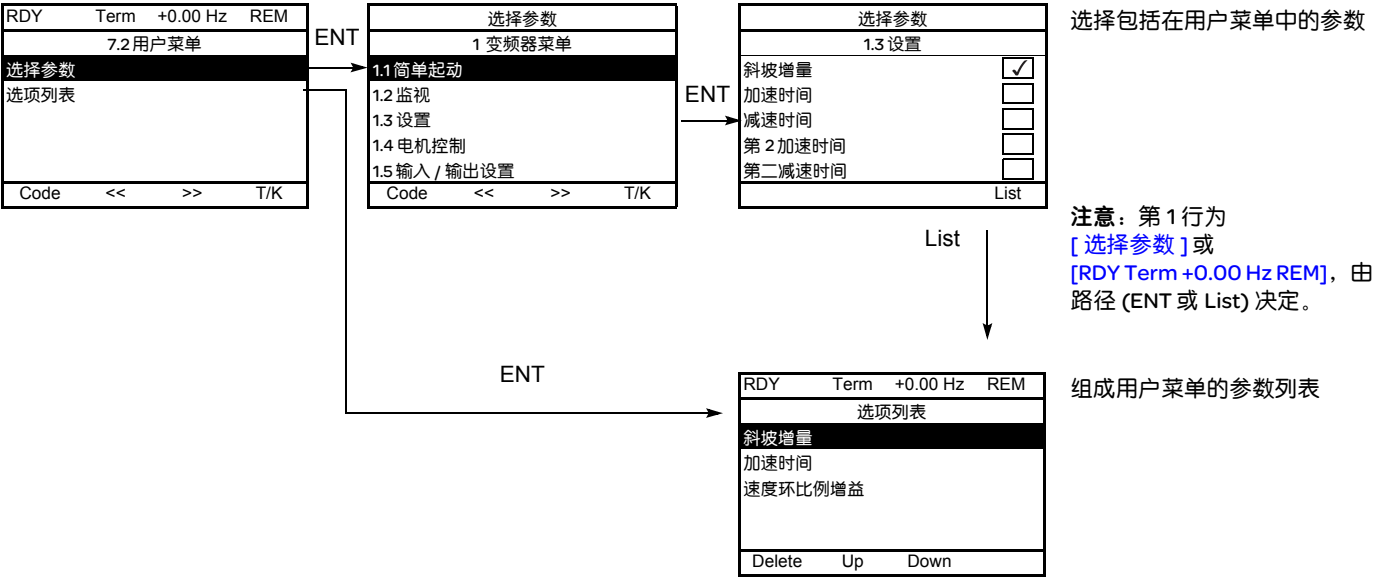 RDY Term +0.00 Hz REM
7.2 用户菜单
选择参数
选项列表
Code << >> T/K
ENT
选择参数
1 变频器菜单
1.1 简单起动
1.2 监视
1.3 设置
1.4 电机控制
1.5 输入 / 输出设置
Code << >> T/K
ENT
选择参数
1.3 设置
斜坡增量 ✓
加速时间
减速时间
第 2 加速时间
第二减速时间
List
选择包括在用户菜单中的参数
注意：第 1 行为
[ 选择参数 ] 或
[RDY Term +0.00 Hz REM]，由
路径 (ENT 或 List) 决定。
List
ENT
RDY Term +0.00 Hz REM
选项列表
斜坡增量
加速时间
速度环比例增益
Delete Up Down
组成用户菜单的参数列表